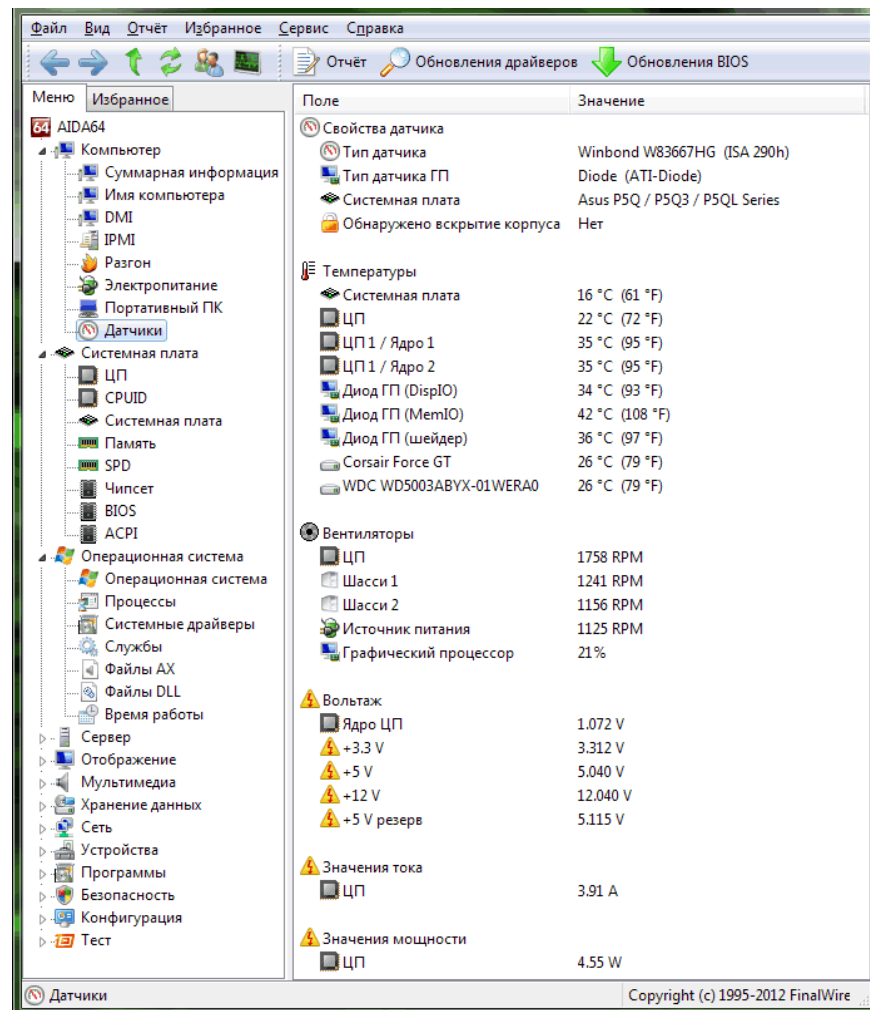 Файл Вид Отчёт Избранное Сервис Справка
Отчёт Обновления драйверов Обновления BIOS
Меню Избранное
64 AIDA64
Компьютер
Суммарная информация
Имя компьютера
DMI
IPMI
Разгон
Электропитание
Портативный ПК
Датчики
Системная плата
ЦП
CPUID
Системная плата
Память
SPD
Чипсет
BIOS
ACPI
Операционная система
Операционная система
Процессы
Системные драйверы
Службы
Файлы AX
Файлы DLL
Время работы
Сервер
Отображение
Мультимедиа
Хранение данных
Сеть
Устройства
Программы
Безопасность
Конфигурация
Тест
Поле Значение
Свойства датчика
Тип датчика Winbond W83667HG (ISA 290h)
Тип датчика ГП Diode (ATI-Diode)
Системная плата Asus P5Q / P5Q3 / P5QL Series
Обнаружено вскрытие корпуса Нет
Температуры
Системная плата 16 °C (61 °F)
ЦП 22 °C (72 °F)
ЦП 1 / Ядро 1 35 °C (95 °F)
ЦП 1 / Ядро 2 35 °C (95 °F)
Диод ГП (DispIO) 34 °C (93 °F)
Диод ГП (MemIO) 42 °C (108 °F)
Диод ГП (шейдер) 36 °C (97 °F)
Corsair Force GT 26 °C (79 °F)
WDC WD5003ABYX-01WERA0 26 °C (79 °F)
Вентиляторы
ЦП 1758 RPM
Шасси 1 1241 RPM
Шасси 2 1156 RPM
Источник питания 1125 RPM
Графический процессор 21%
Вольтаж
Ядро ЦП 1.072 V
+3.3 V 3.312 V
+5 V 5.040 V
+12 V 12.040 V
+5 V резерв 5.115 V
Значения тока
ЦП 3.91 A
Значения мощности
ЦП 4.55 W
Датчики Copyright (c) 1995-2012 FinalWire